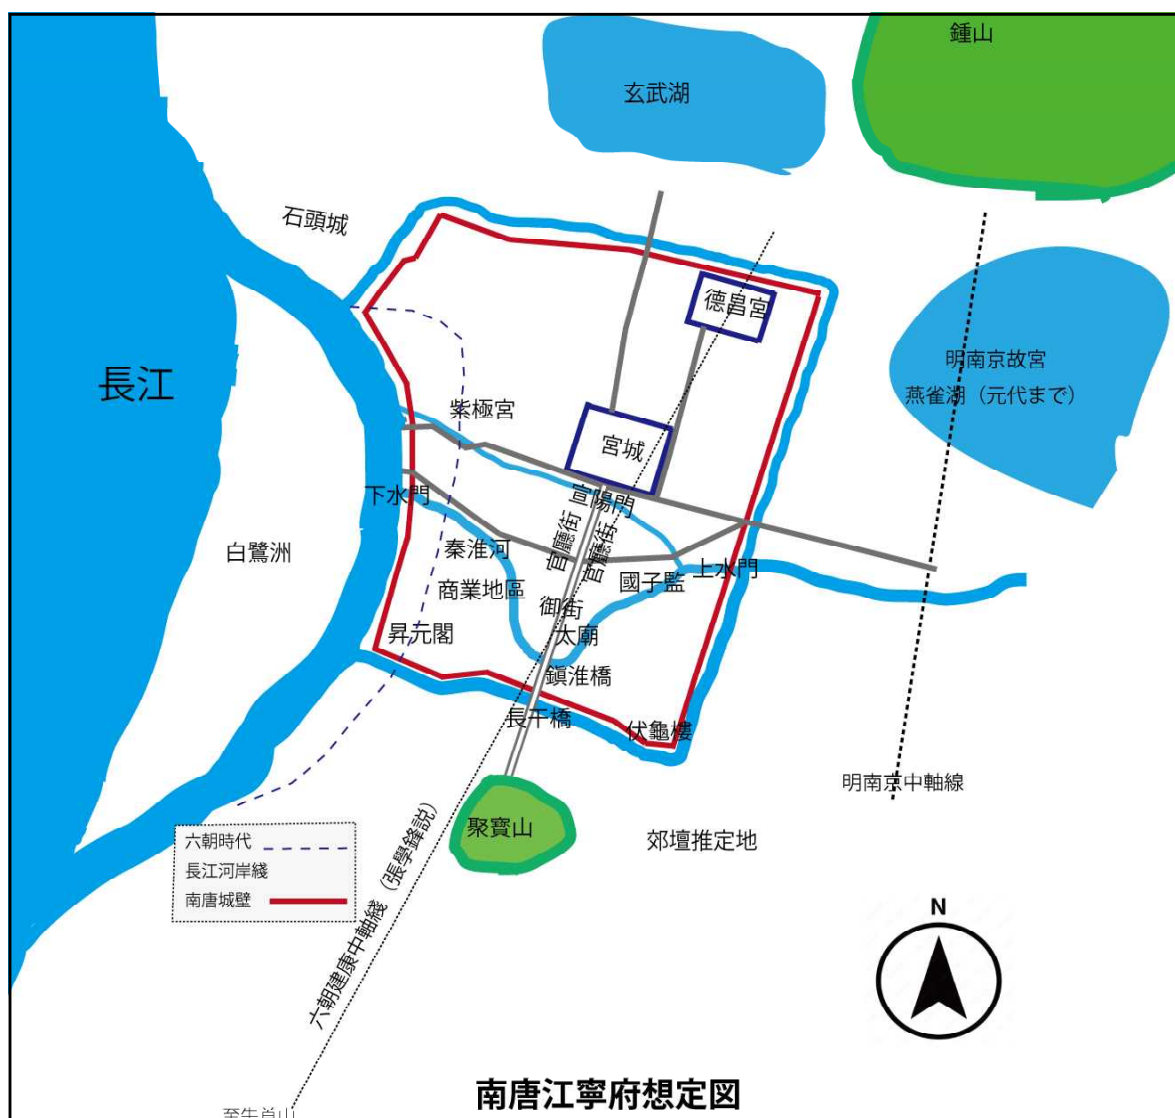 鍾山
玄武湖
石頭城
德昌宮
明南京故宮
燕雀湖（元代まで）
長江
紫極宮
宮城
下水門
宣陽門
官廳街
官廳街
白鷺洲
秦淮河
商業地區
國子監
上水門
御街
昇元閣
太廟
鎭淮橋
長干橋
伏龜樓
明南京中軸線
聚寶山
郊壇推定地
六朝時代
長江河岸綫
南唐城壁
六朝建康中軸綫（張學鋒説）
N
南唐江寧府想定図